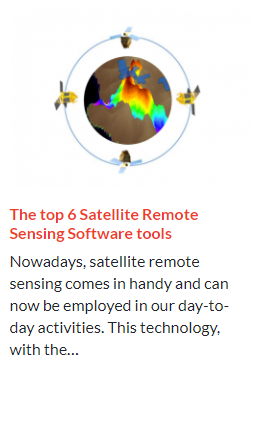 The top 6 Satellite Remote
Sensing Software tools
Nowadays, satellite remote
sensing comes in handy and can
now be employed in our day-to-
day activities. This technology,
with the...